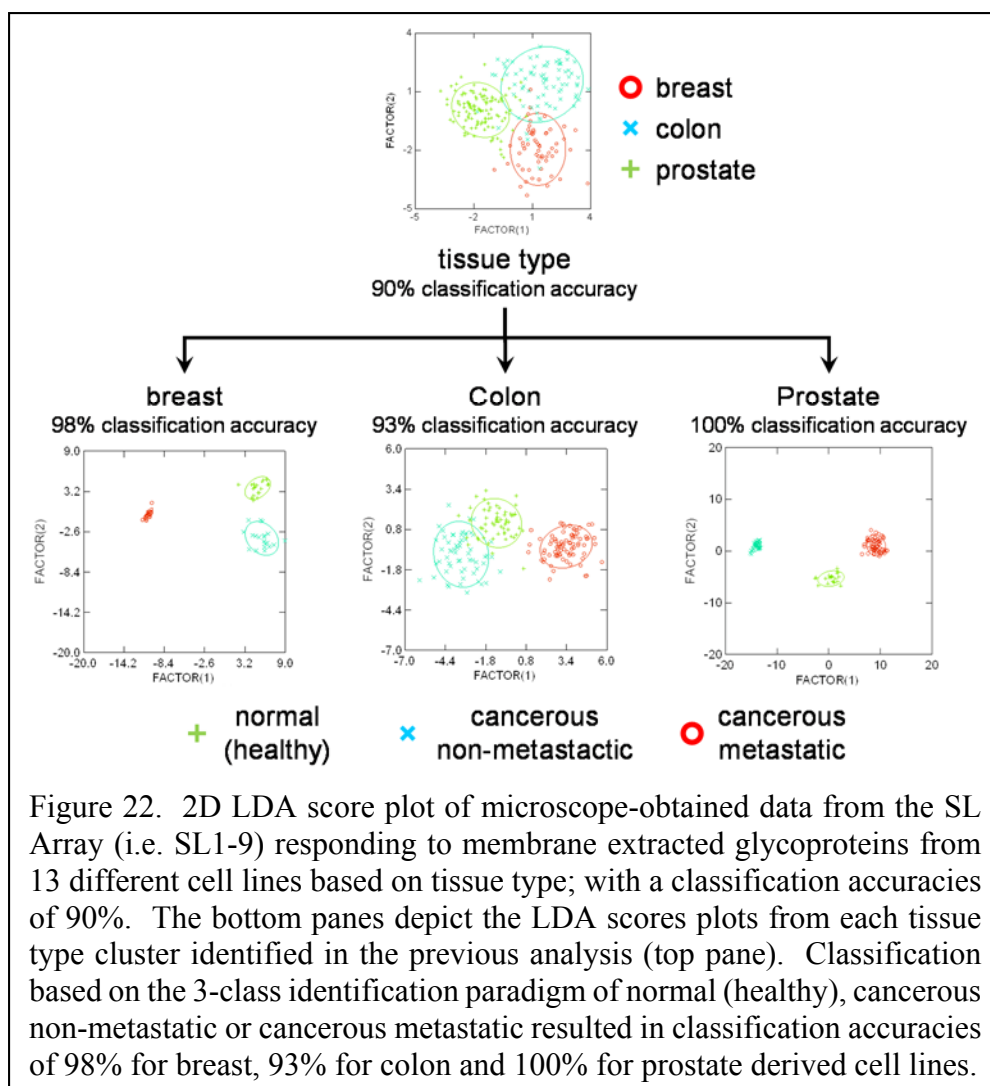 4
1
-2
-5
FACTOR(2)
-5 -2 1 4
FACTOR(1)
breast
colon
prostate
tissue type
90% classification accuracy
breast
98% classification accuracy
9.0
3.2
-2.6
-8.4
-14.2
-20.0
FACTOR(2)
-20.0 -14.2 -8.4 -2.6 3.2 9.0
FACTOR(1)
Colon
93% classification accuracy
6.0
3.4
0.8
-1.8
-4.4
-7.0
FACTOR(2)
-7.0 -4.4 -1.8 0.8 3.4 6.0
FACTOR(1)
Prostate
100% classification accuracy
20
10
0
-10
-20
FACTOR(2)
-20 -10 0 10 20
FACTOR(1)
normal
(healthy)
cancerous
non-metastactic
cancerous
metastatic
Figure 22. 2D LDA score plot of microscope-obtained data from the SL
Array (i.e. SL1-9) responding to membrane extracted glycoproteins from
13 different cell lines based on tissue type; with a classification accuracies
of 90%. The bottom panes depict the LDA scores plots from each tissue
type cluster identified in the previous analysis (top pane). Classification
based on the 3-class identification paradigm of normal (healthy), cancerous
non-metastatic or cancerous metastatic resulted in classification accuracies
of 98% for breast, 93% for colon and 100% for prostate derived cell lines.